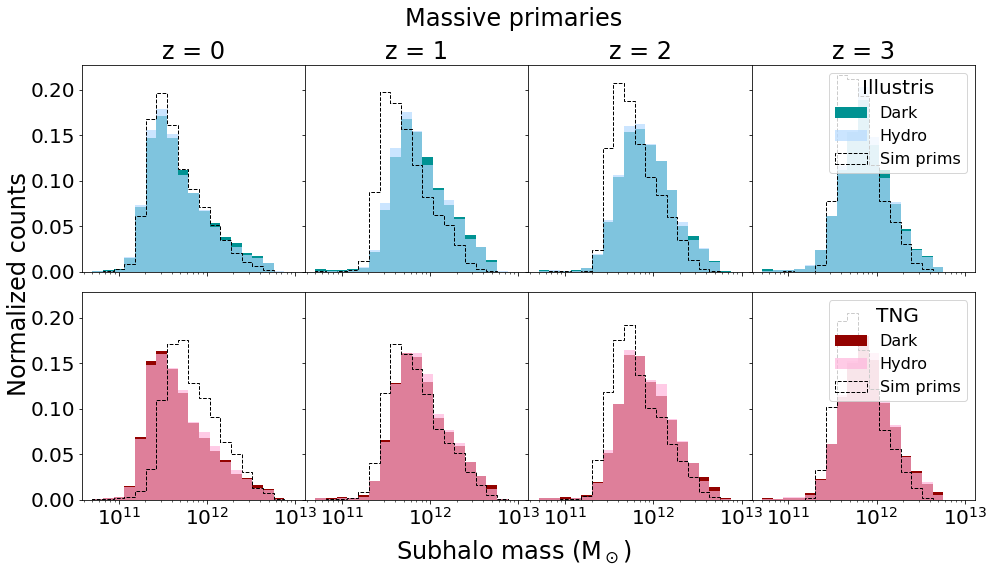 Massive primaries
z = 0 z = 1 z = 2 z = 3
Normalized counts
0.20
0.15
0.10
0.05
0.00
Illustris
Dark
Hydro
Sim prims
0.20
0.15
0.10
0.05
0.00
TNG
Dark
Hydro
Sim prims
10^11 10^12 10^13 10^11 10^12 10^13 10^11 10^12 10^13 10^11 10^12 10^13
Subhalo mass (M_⊙)